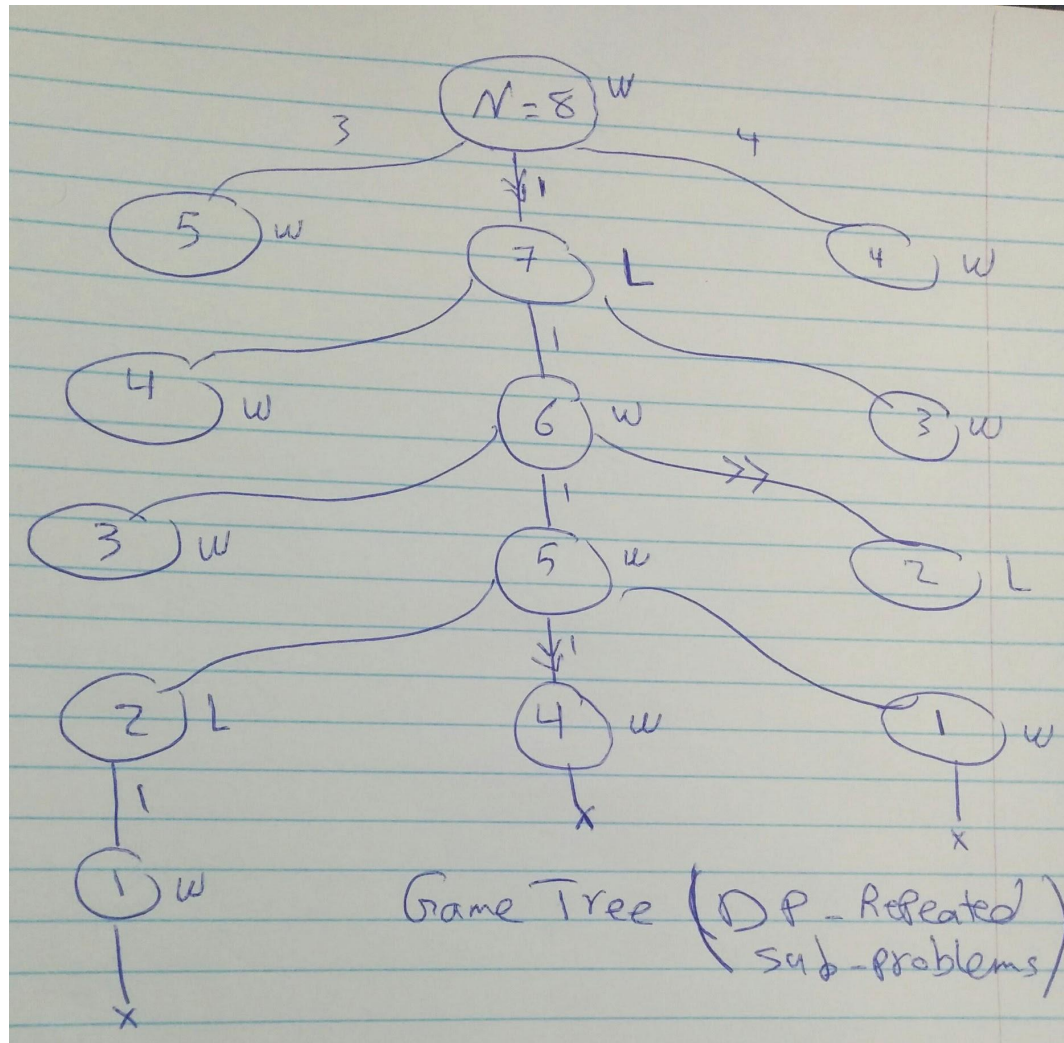 N=8 W
3 4
1
5 W
7 L
4 W
1
4 W
6 W
3 W
1
3 W
5 W
2 L
1
2 L
4 W
1 W
1
x
x
1 W
Game Tree (DP - Repeated
sub-problems)
x